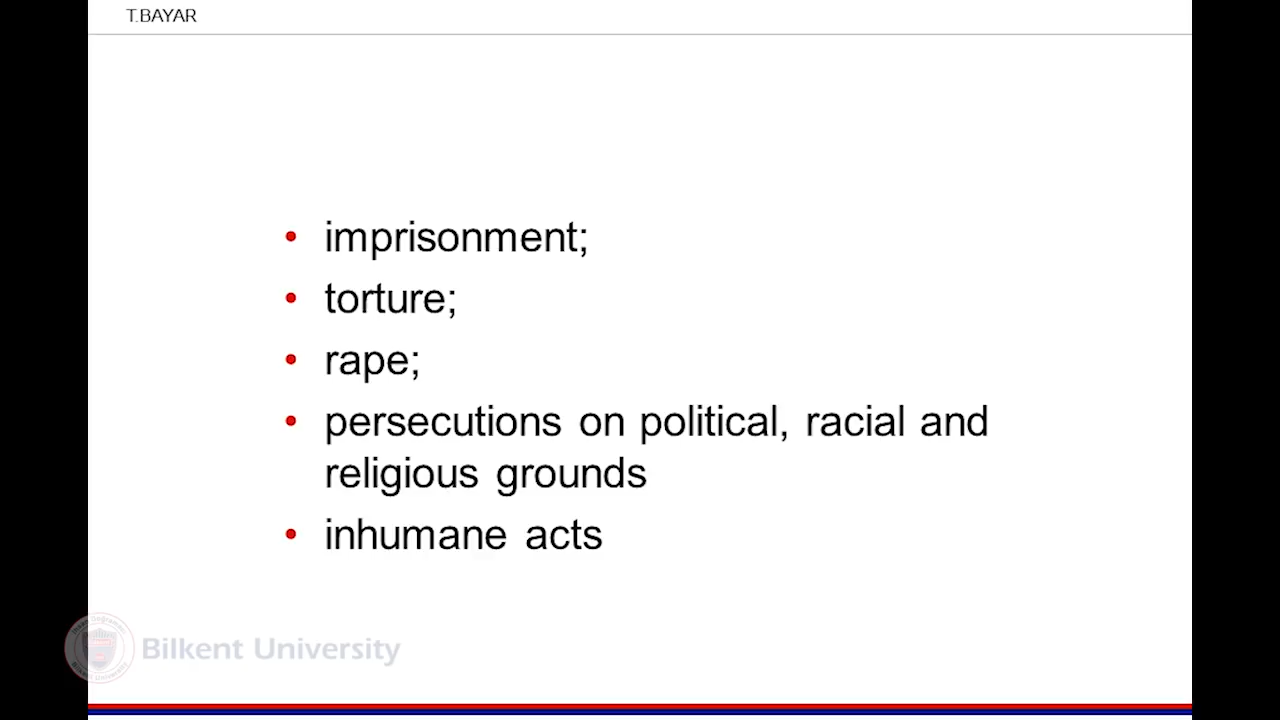 T.BAYAR
• imprisonment;
• torture;
• rape;
• persecutions on political, racial and
religious grounds
• inhumane acts
Bilkent University